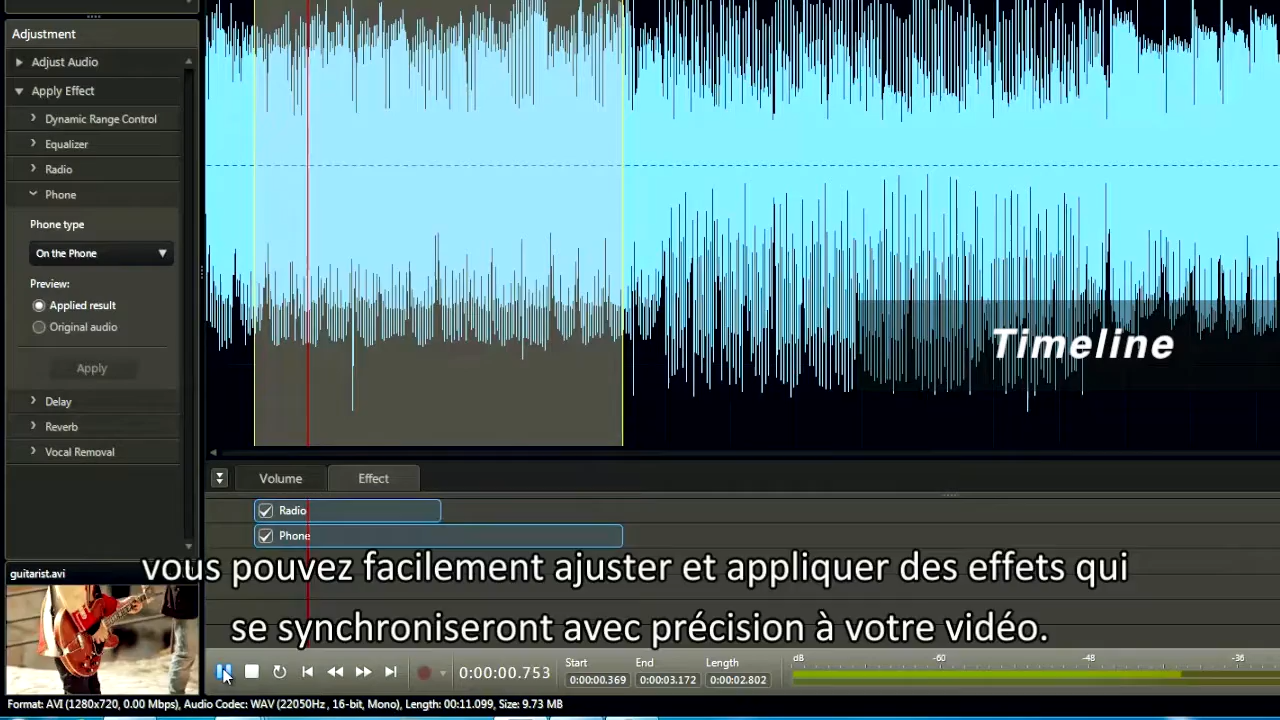 Adjustment
Adjust Audio
Apply Effect
Dynamic Range Control
Equalizer
Radio
Phone
Phone type
On the Phone
Preview:
Applied result
Original audio
Apply
Delay
Reverb
Vocal Removal
Timeline
Volume
Effect
Radio
Phone
guitarist.avi
vous pouvez facilement ajuster et appliquer des effets qui
se synchroniseront avec précision à votre vidéo.
0:00:00.753
Start
0:00:00.369
End
0:00:03.172
Length
0:00:02.802
dB
-60
-48
-36
Format: AVI (1280x720, 0.00 Mbps), Audio Codec: WAV (22050Hz , 16-bit, Mono), Length: 00:11.099, Size: 9.73 MB